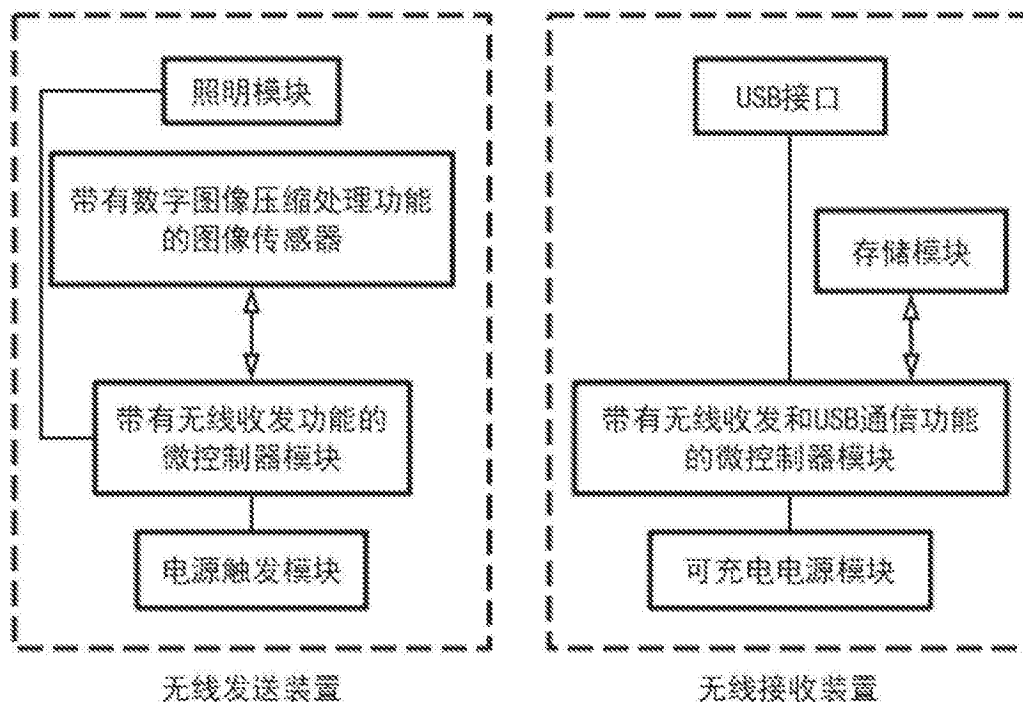 照明模块
带有数字图像压缩处理功能
的图像传感器
带有无线收发功能的
微控制器模块
电源触发模块
无线发送装置
USB接口
存储模块
带有无线收发和USB通信功能
的微控制器模块
可充电电源模块
无线接收装置